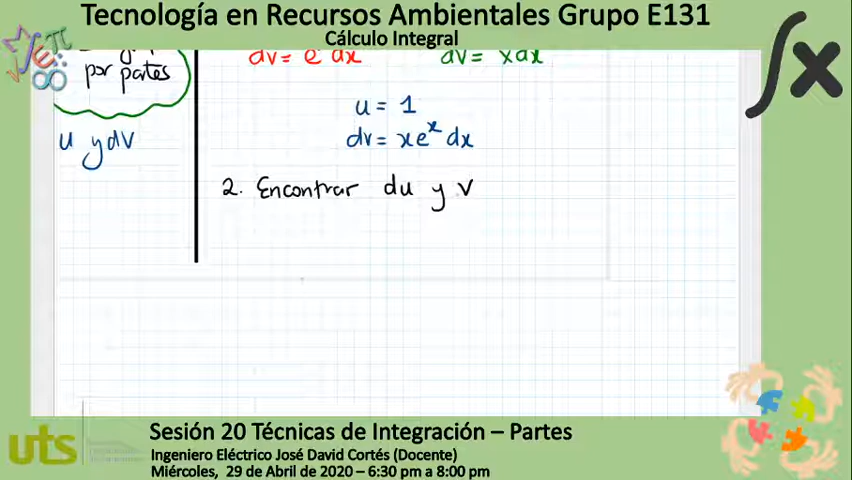 Tecnología en Recursos Ambientales Grupo E131
Cálculo Integral
por partes
u y dv
dv = e dx
dv = x dx
u = 1
dv = xe^x dx
2. Encontrar du y v
uts
Sesión 20 Técnicas de Integración – Partes
Ingeniero Eléctrico José David Cortés (Docente)
Miércoles, 29 de Abril de 2020 – 6:30 pm a 8:00 pm